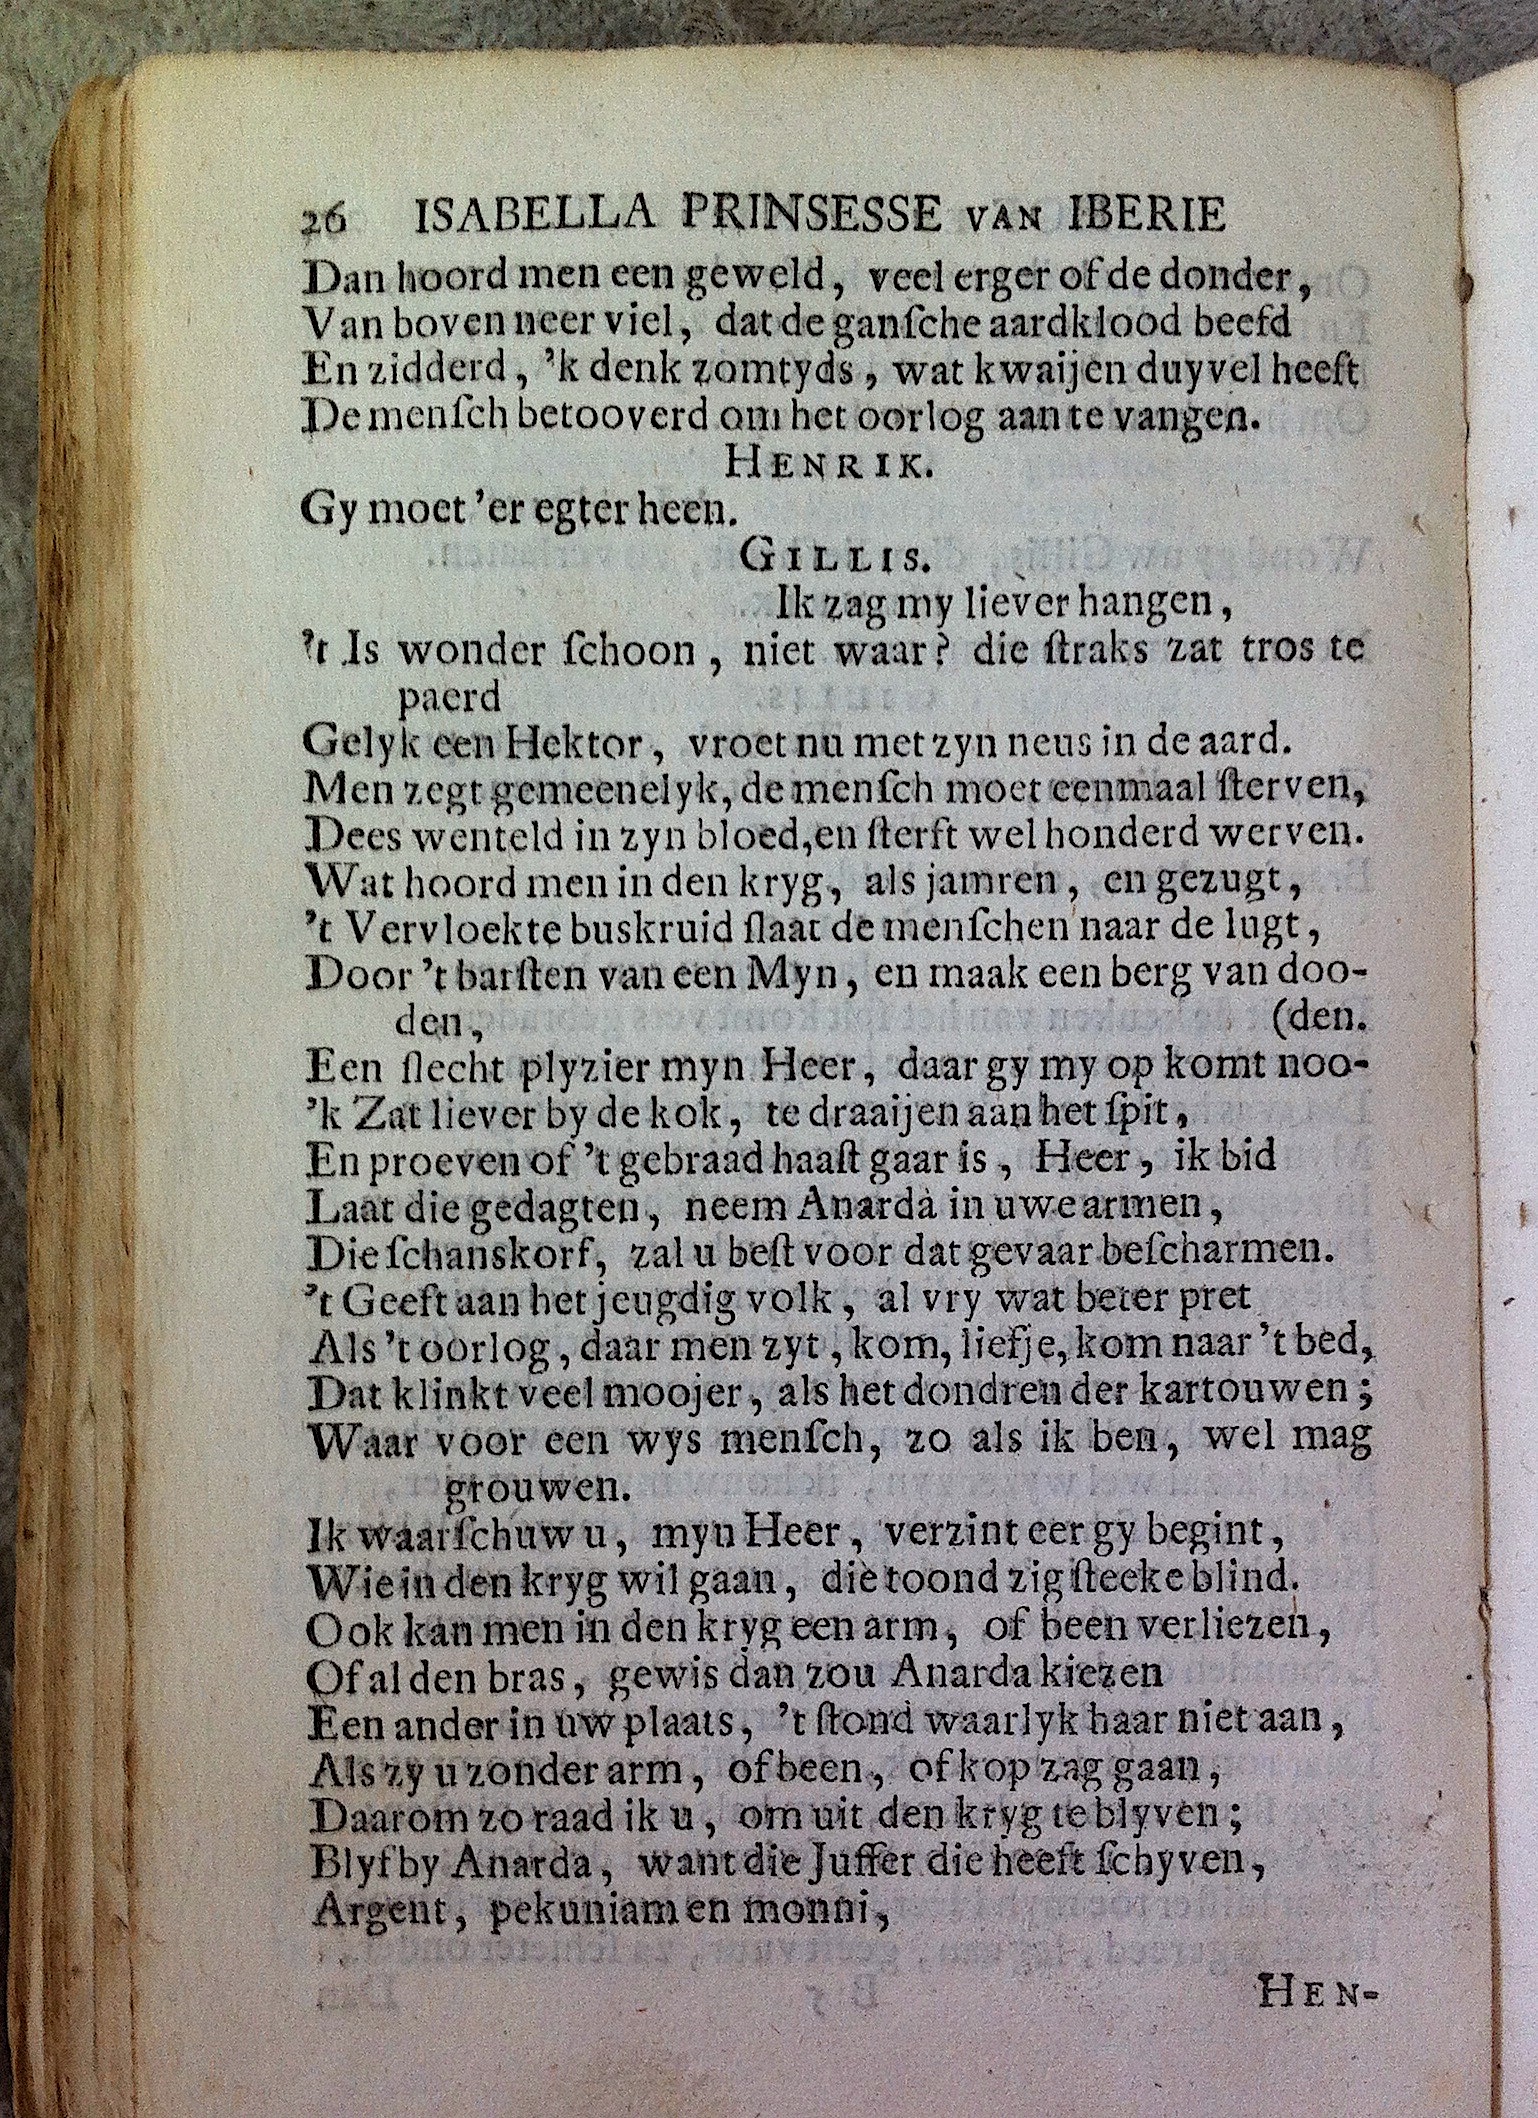 26 ISABELLA PRINSESSE VAN IBERIE
Dan hoord men een geweld, veel erger of de donder,
Van boven neer viel, dat de ganſche aardklood beefd
En zidderd, 'k denk zomtyds, wat kwaijen duyvel heeft
De menſch betooverd om het oorlog aan te vangen.
HENRIK.
Gy moet 'er egter heen.
GILLIS.
Ik zag my liever hangen,
't Is wonder ſchoon, niet waar? die ſtraks zat tros te
paerd
Gelyk een Hektor, vroet nu met zyn neus in de aard.
Men zegt gemeenelyk, de menſch moet eenmaal ſterven,
Dees wenteld in zyn bloed, en ſterft wel honderd werven.
Wat hoord men in den kryg, als jamren, en gezugt,
't Vervloekte buskruid ſlaat de menſchen naar de lugt,
Door 't barſten van een Myn, en maak een berg van doo-
den, (den.
Een ſlecht plyzier myn Heer, daar gy my op komt noo-
'k Zat liever by de kok, te draaijen aan het ſpit,
En proeven of 't gebraad haaſt gaar is, Heer, ik bid
Laat die gedagten, neem Anarda in uwe armen,
Die ſchanskorf, zal u beſt voor dat gevaar beſcharmen.
't Geeft aan het jeugdig volk, al vry wat beter pret
Als 't oorlog, daar men zyt, kom, liefje, kom naar 't bed,
Dat klinkt veel moojer, als het dondren der kartouwen;
Waar voor een wys menſch, zo als ik ben, wel mag
grouwen.
Ik waarſchuw u, myn Heer, verzint eer gy begint,
Wie in den kryg wil gaan, die toond zig ſteeke blind.
Ook kan men in den kryg een arm, of been verliezen,
Of al den bras, gewis dan zou Anarda kiezen
Een ander in uw plaats, 't ſtond waarlyk haar niet aan,
Als zy u zonder arm, of been, of kop zag gaan,
Daarom zo raad ik u, om uit den kryg te blyven;
Blyf by Anarda, want die Juffer die heeft ſchyven,
Argent, pekuniam en monni,
HEN-